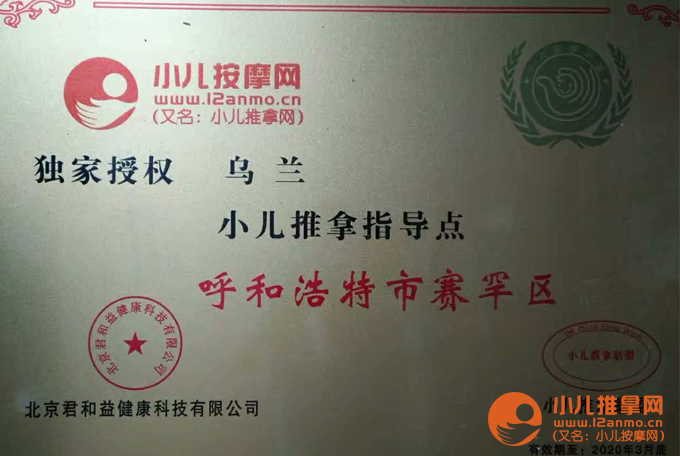 小儿按摩网
www.12anmo.cn
(又名：小儿推拿网)
独家授权 乌兰
小儿推拿指导点
呼和浩特市赛罕区
北京君和益健康科技有限公司
小儿推拿联盟
北京君和益健康科技有限公司
小儿推拿网
www.12anmo.cn
(又名：小儿按摩网)
有效期至：2020年3月底